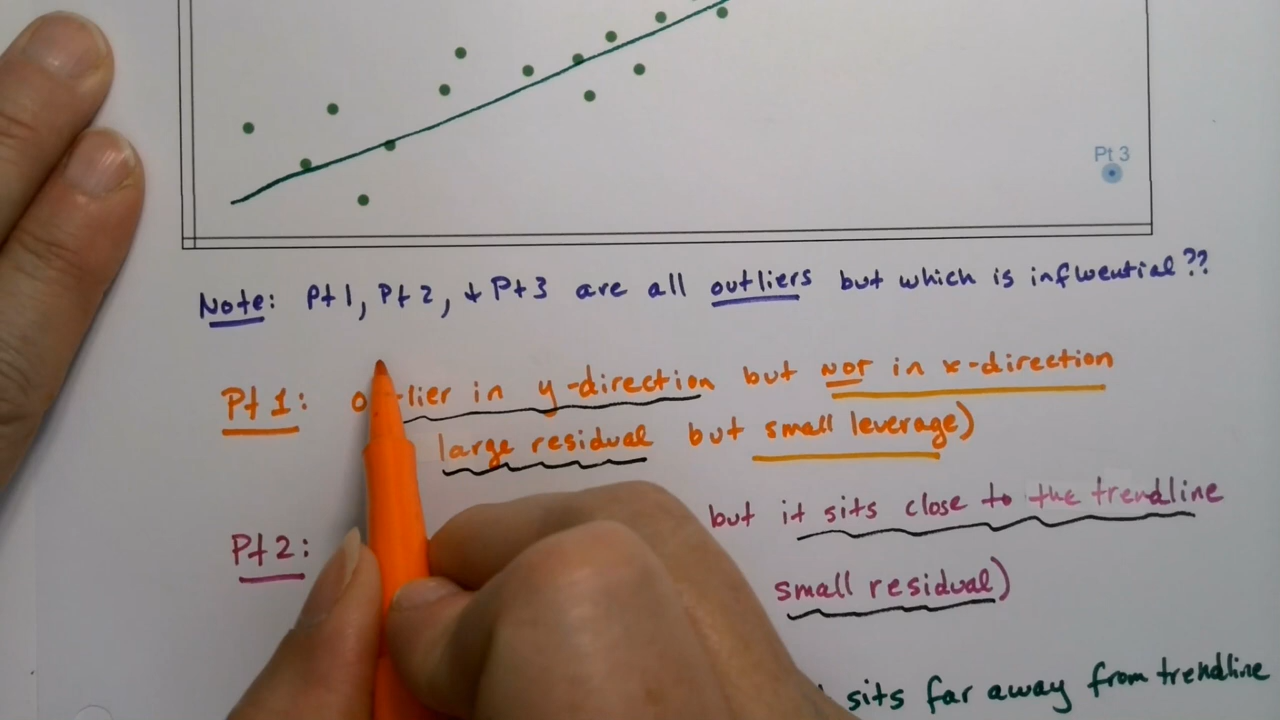 Pt 3
Note: Pt 1, Pt 2, + Pt 3 are all outliers but which is influential??
Pt 1: in y-direction but not in x-direction
large residual but small leverage)
Pt 2: but it sits close to the trendline
small residual)
sits far away from trendline